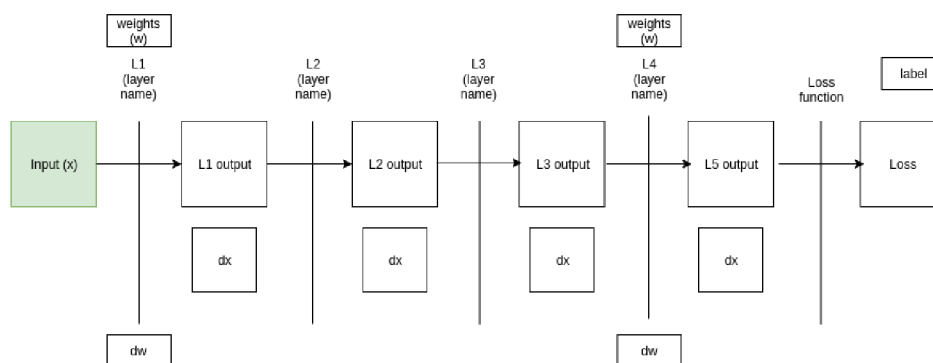 weights
(w)
weights
(w)
L1
(layer
name)
L2
(layer
name)
L3
(layer
name)
L4
(layer
name)
Loss
function
label
Input (x)
L1 output
L2 output
L3 output
L5 output
Loss
dx
dx
dx
dx
dw
dw